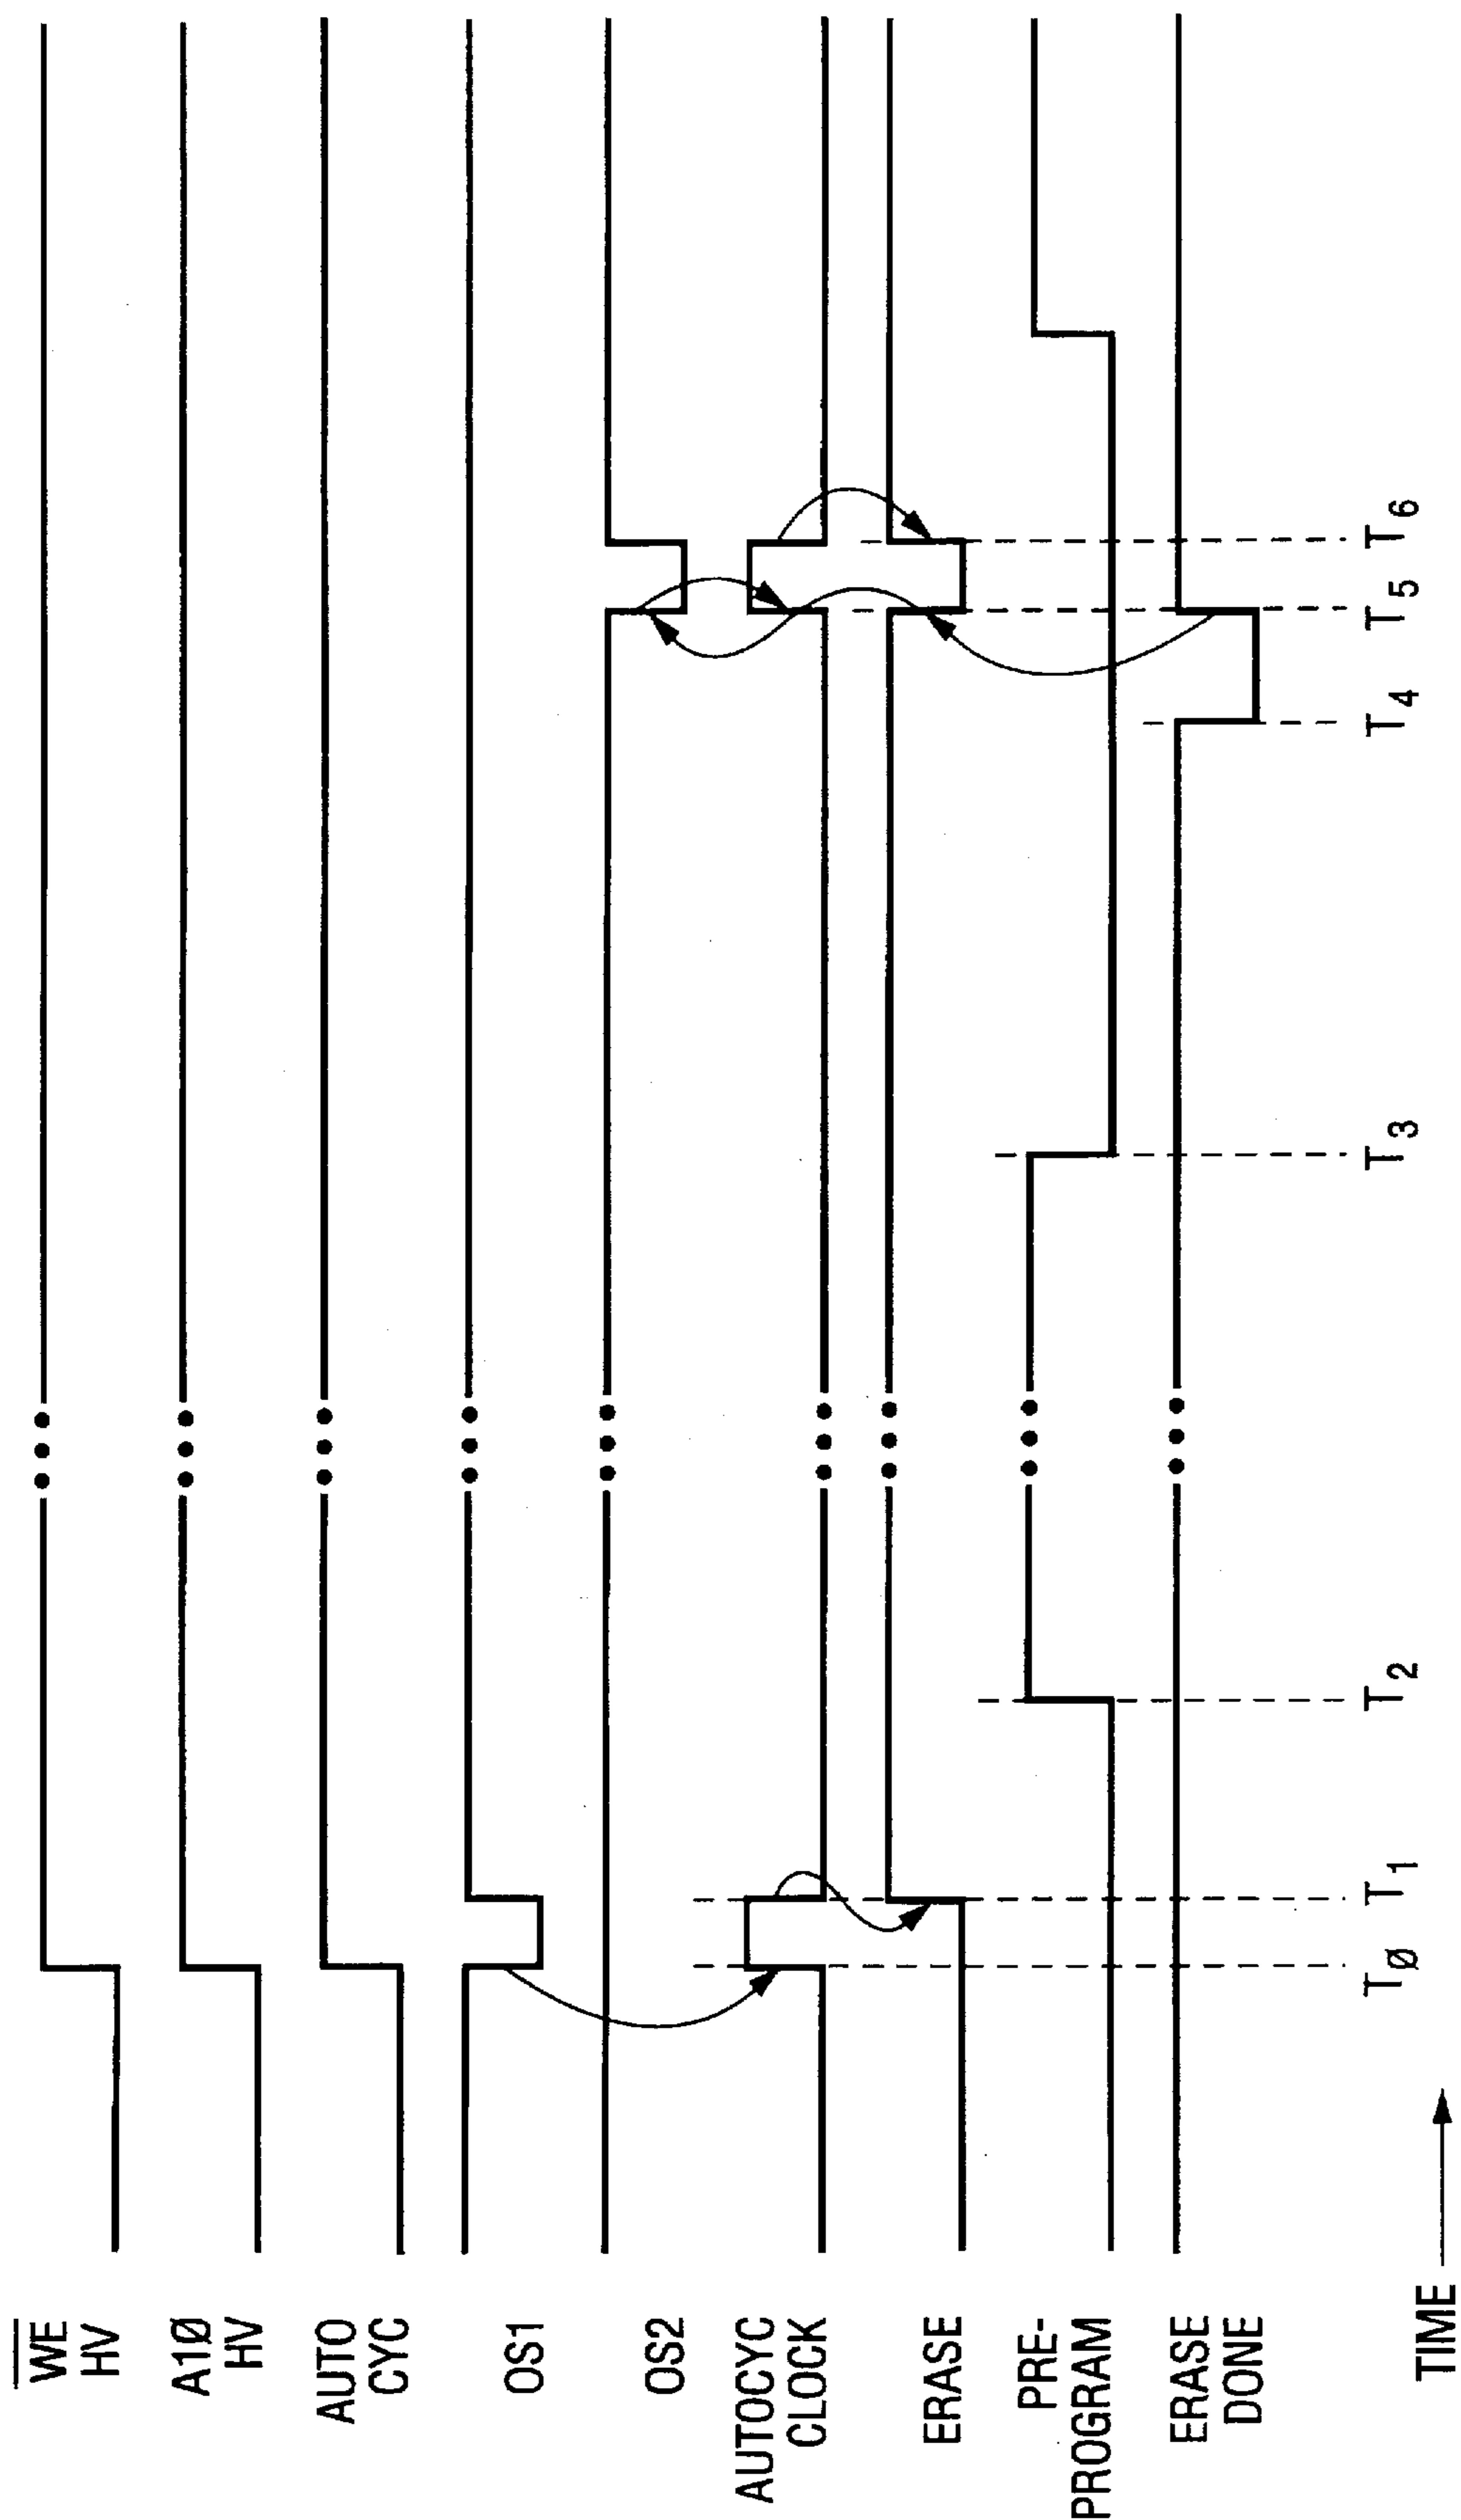 WE
HV
A1Ø
HV
AUTO
CYC
OS1
OS2
AUTOCYC
CLOCK
ERASE
PRE-
PROGRAM
ERASE
DONE
TIME
TØ
T1
T2
T3
T4
T5
T6